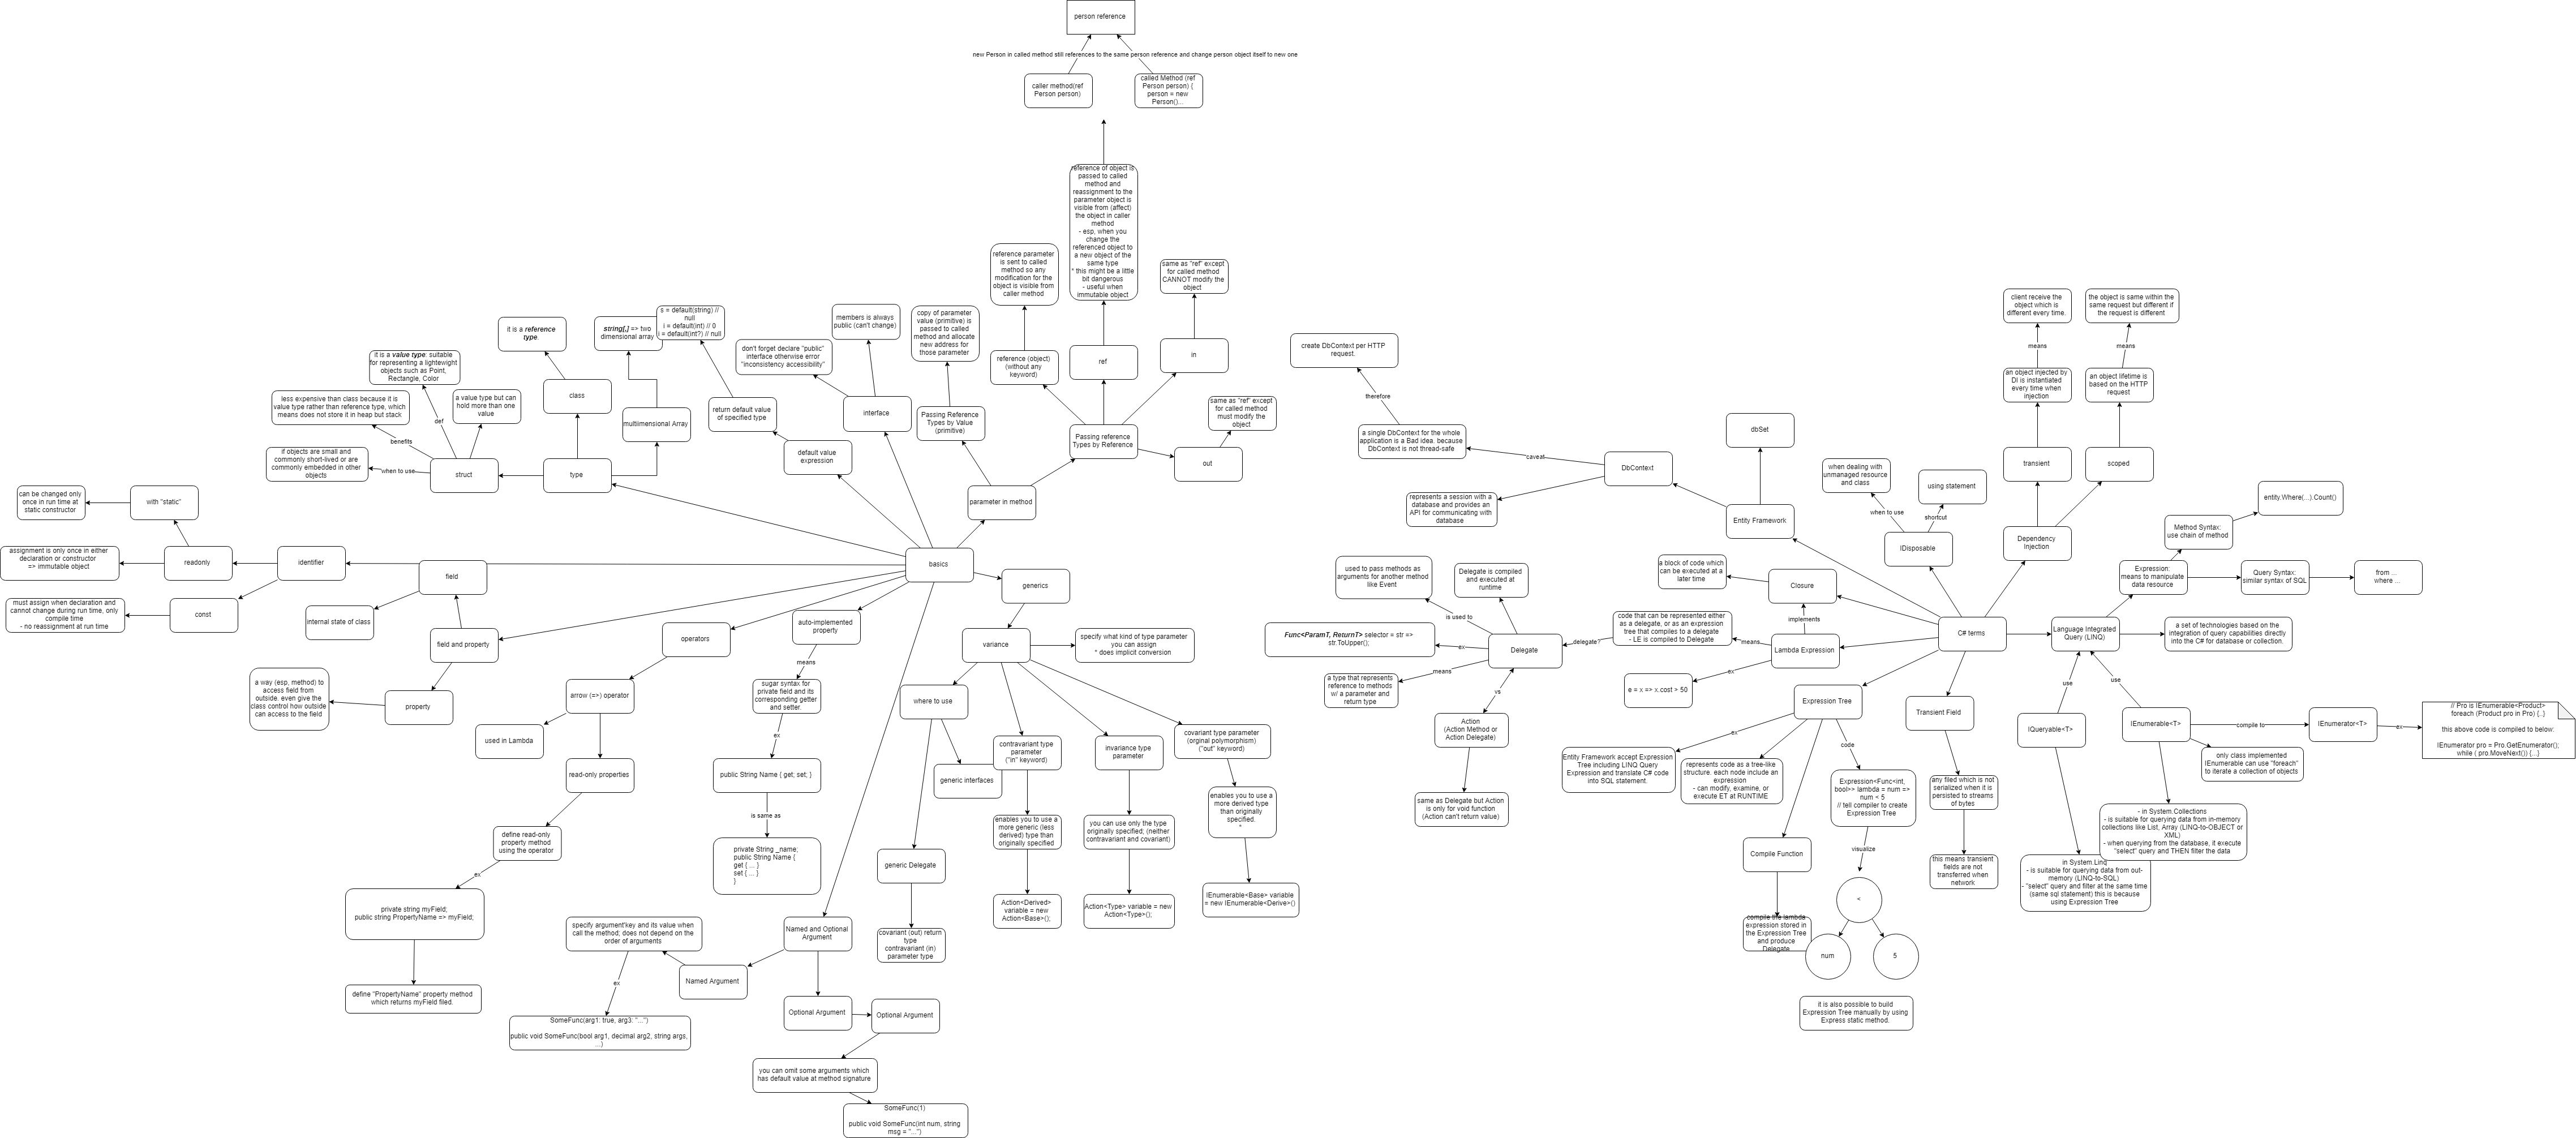 person reference
new Person in called method still references to the same person reference and change person object itself to new one
caller method(ref
Person person)
called Method (ref
Person person) {
person = new
Person()...
reference of object is
passed to called
method and
reassignment to the
parameter object is
visible from (affect)
the object in caller
method
- esp, when you
change the
referenced object to
a new object of the
same type
* this might be a little
bit dangerous
- useful when
immutable object
reference parameter
is sent to called
method so any
modification for the
object is visible from
caller method
same as "ref" except
for called method
CANNOT modify the
object
reference (object)
(without any
keyword)
ref
in
same as "ref" except
for called method
must modify the
object
out
Passing reference
Types by Reference
copy of parameter
value (primitive) is
passed to called
method and allocate
new address for
those parameter
Passing Reference
Types by Value
(primitive)
parameter in method
members is always
public (can't change)
don't forget declare "public"
interface otherwise error
"inconsistency accessibility"
interface
s = default(string) //
null
i = default(int) // 0
i = default(int?) // null
return default value
of specified type
default value
expression
string[,] => two
dimensional array
multiimensional Array
it is a reference
type.
class
type
it is a value type: suitable
for representing a lightewight
objects such as Point,
Rectangle, Color
less expensive than class because it is
value type rather than reference type, which
means does not store it in heap but stack
a value type but can
hold more than one
value
def
benefits
when to use
if objects are small and
commonly short-lived or are
commonly embedded in other
objects
struct
can be changed only
once in run time at
static constructor
with "static"
assignment is only once in either
declaration or constructor
=> immutable object
readonly
identifier
must assign when declaration and
cannot change during run time, only
compile time
- no reassignment at run time
const
field
internal state of class
field and property
a way (esp, method) to
access field from
outside. even give the
class control how outside
can access to the field
property
basics
operators
arrow (=>) operator
used in Lambda
read-only properties
define read-only
property method
using the operator
ex
private string myField;
public string PropertyName => myField;
define "PropertyName" property method
which returns myField filed.
auto-implemented
property
means
sugar syntax for
private field and its
corresponding getter
and setter.
ex
public String Name { get; set; }
is same as
private String _name;
public String Name {
get { ... }
set { ... }
}
Named and Optional
Argument
Named Argument
specify argument'key and its value when
call the method; does not depend on the
order of arguments
ex
SomeFunc(arg1: true, arg3: "...")
public void SomeFunc(bool arg1, decimal arg2, string args,
...)
Optional Argument
Optional Argument
you can omit some arguments which
has default value at method signature
SomeFunc(1)
public void SomeFunc(int num, string
msg = "...")
generics
variance
specify what kind of type parameter
you can assign
* does implicit conversion
where to use
generic interfaces
generic Delegate
covariant (out) return
type
contravariant (in)
parameter type
contravariant type
parameter
("in" keyword)
enables you to use a
more generic (less
derived) type than
originally specified
Action<Derived>
variable = new
Action<Base>();
invariance type
parameter
you can use only the type
originally specified; (neither
contravariant and covariant)
Action<Type> variable = new
Action<Type>();
covariant type parameter
(orginal polymorphism)
("out" keyword)
enables you to use a
more derived type
than originally
specified.
*
IEnumerable<Base> variable
= new IEnumerable<Derive>()
create DbContext per HTTP
request.
therefore
a single DbContext for the whole
application is a Bad idea. because
DbContext is not thread-safe
caveat
represents a session with a
database and provides an
API for communicating with
database
DbContext
dbSet
Entity Framework
used to pass methods as
arguments for another method
like Event
Delegate is compiled
and executed at
runtime
is used to
Func<ParamT, ReturnT> selector = str =>
str.ToUpper();
ex
means
a type that represents
reference to methods
w/ a parameter and
return type
Delegate
vs
Action
(Action Method or
Action Delegate)
same as Delegate but Action
is only for void function
(Action can't return value)
delegate?
a block of code which
can be executed at a
later time
Closure
implements
code that can be represented either
as a delegate, or as an expression
tree that compiles to a delegate
- LE is compiled to Delegate
means
Lambda Expression
ex
e = x => x.cost > 50
Expression Tree
ex
Entity Framework accept Expression
Tree including LINQ Query
Expression and translate C# code
into SQL statement.
represents code as a tree-like
structure. each node include an
expression
- can modify, examine, or
execute ET at RUNTIME
code
Expression<Func<int,
bool>> lambda = num =>
num < 5
// tell compiler to create
Expression Tree
visualize
<
num
5
Compile Function
compile the lambda
expression stored in
the Expression Tree
and produce
Delegate
it is also possible to build
Expression Tree manually by using
Express static method.
Transient Field
any filed which is not
serialized when it is
persisted to streams
of bytes
this means transient
fields are not
transferred when
network
C# terms
when dealing with
unmanaged resource
and class
using statement
when to use
shortcut
IDisposable
client receive the
object which is
different every time.
means
an object injected by
DI is instantiated
every time when
injection
transient
the object is same within the
same request but different if
the request is different
means
an object lifetime is
based on the HTTP
request
scoped
Dependency
Injection
Language Integrated
Query (LINQ)
a set of technologies based on the
integration of query capabilities directly
into the C# for database or collection.
Expression:
means to manipulate
data resource
Method Syntax:
use chain of method
entity.Where(...).Count()
Query Syntax:
similar syntax of SQL
from ...
where ...
use
use
IQueryable<T>
IEnumerable<T>
compile to
IEnumerator<T>
ex
// Pro is IEnumerable<Product>
foreach (Product pro in Pro) {..}
this above code is compiled to below:
IEnumerator pro = Pro.GetEnumerator();
while ( pro.MoveNext()) {...}
only class implemented
IEnumerable can use "foreach"
to iterate a collection of objects
- in System.Collections
- is suitable for querying data from in-memory
collections like List, Array (LINQ-to-OBJECT or
XML)
- when querying from the database, it execute
"select" query and THEN filter the data
in System.Linq
- is suitable for querying data from out-
memory (LINQ-to-SQL)
- "select" query and filter at the same time
(same sql statement) this is because
using Expression Tree